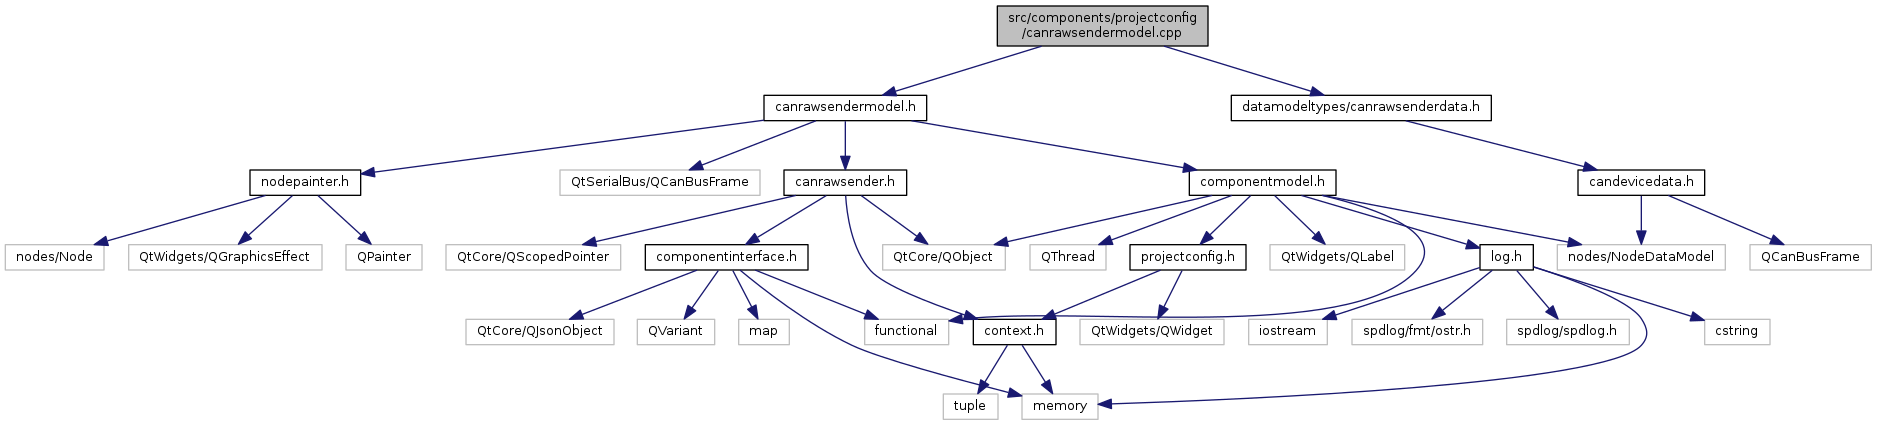 src/components/projectconfig
/canrawsendermodel.cpp
canrawsendermodel.h
datamodeltypes/canrawsenderdata.h
nodepainter.h
QtSerialBus/QCanBusFrame
canrawsender.h
componentmodel.h
candevicedata.h
nodes/Node
QtWidgets/QGraphicsEffect
QPainter
QtCore/QScopedPointer
componentinterface.h
QtCore/QObject
QThread
projectconfig.h
QtWidgets/QLabel
log.h
nodes/NodeDataModel
QCanBusFrame
QtCore/QJsonObject
QVariant
map
functional
context.h
QtWidgets/QWidget
iostream
spdlog/fmt/ostr.h
spdlog/spdlog.h
cstring
tuple
memory